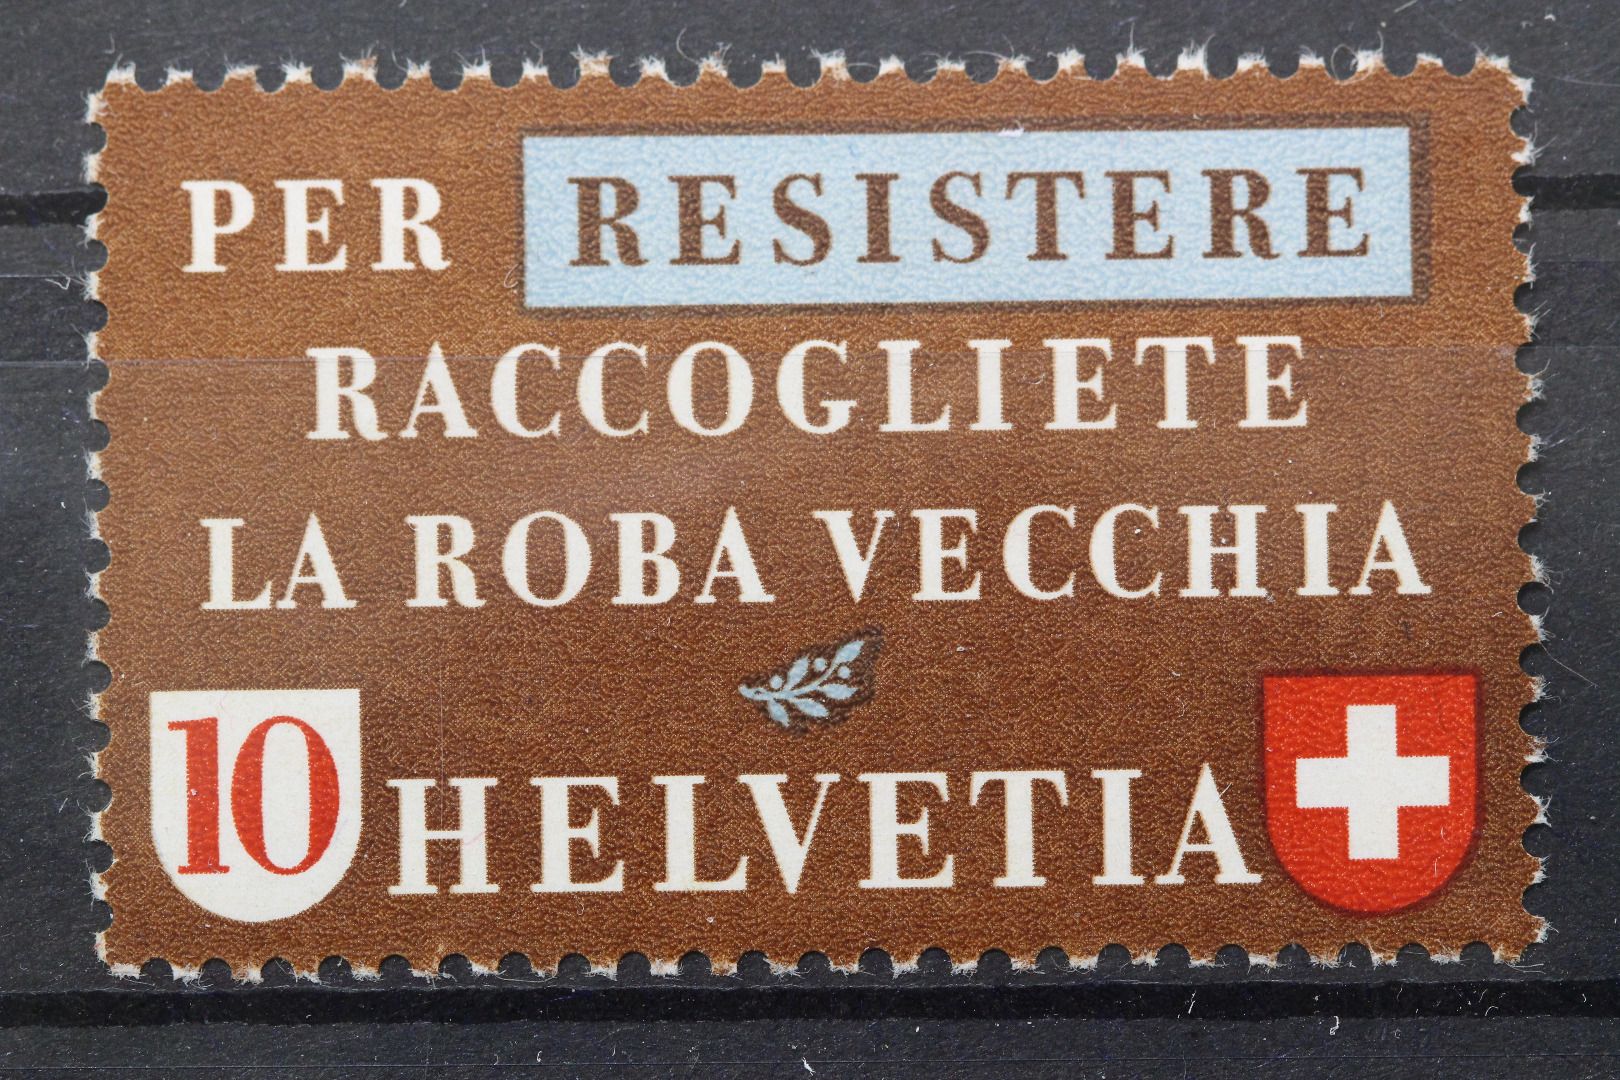 PER RESISTERE
RACCOGLIETE
LA ROBA VECCHIA
10 HELVETIA